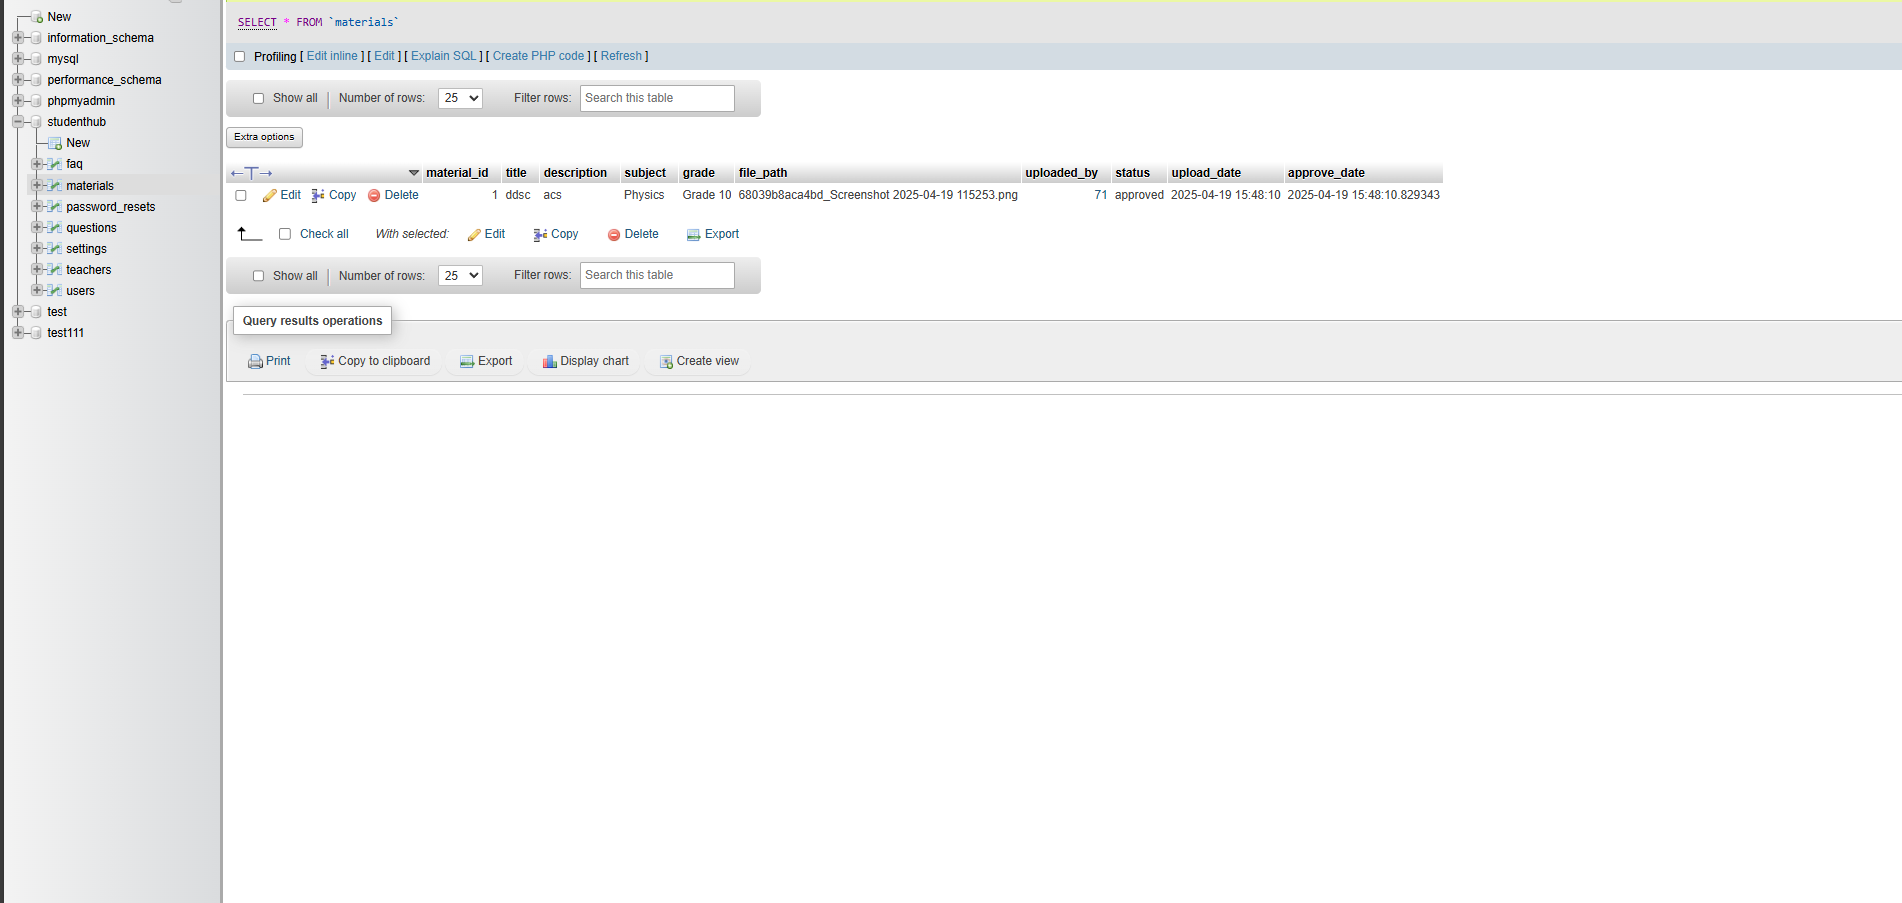 New
information_schema
mysql
performance_schema
phpmyadmin
studenthub
New
faq
materials
password_resets
questions
settings
teachers
users
test
test111
SELECT * FROM `materials`
Profiling [ Edit inline ] [ Edit ] [ Explain SQL ] [ Create PHP code ] [ Refresh ]
Show all | Number of rows: 25 Filter rows: Search this table
Extra options
←T→ material_id title description subject grade file_path uploaded_by status upload_date approve_date
Edit Copy Delete 1 ddsc acs Physics Grade 10 68039b8aca4bd_Screenshot 2025-04-19 115253.png 71 approved 2025-04-19 15:48:10 2025-04-19 15:48:10.829343
Check all With selected: Edit Copy Delete Export
Show all | Number of rows: 25 Filter rows: Search this table
Query results operations
Print Copy to clipboard Export Display chart Create view